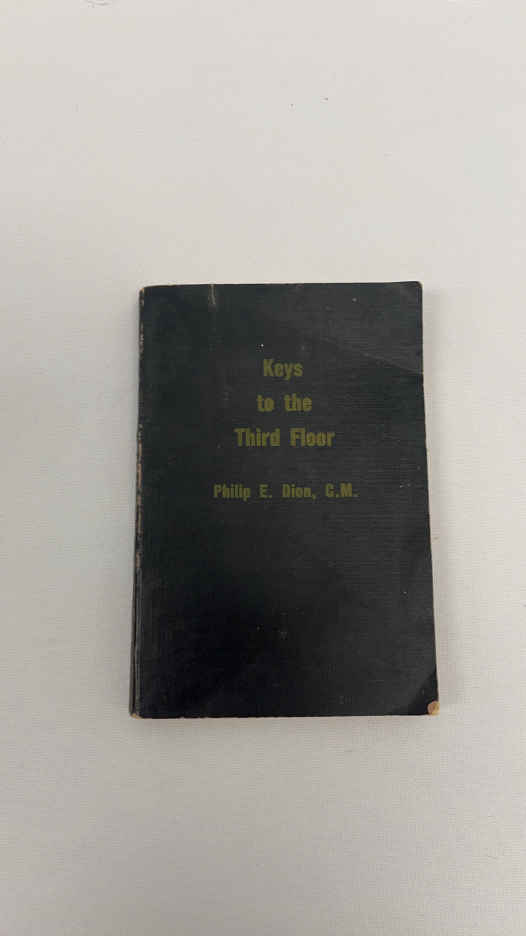 Keys
to the
Third Floor
Philip E. Dion, C.M.